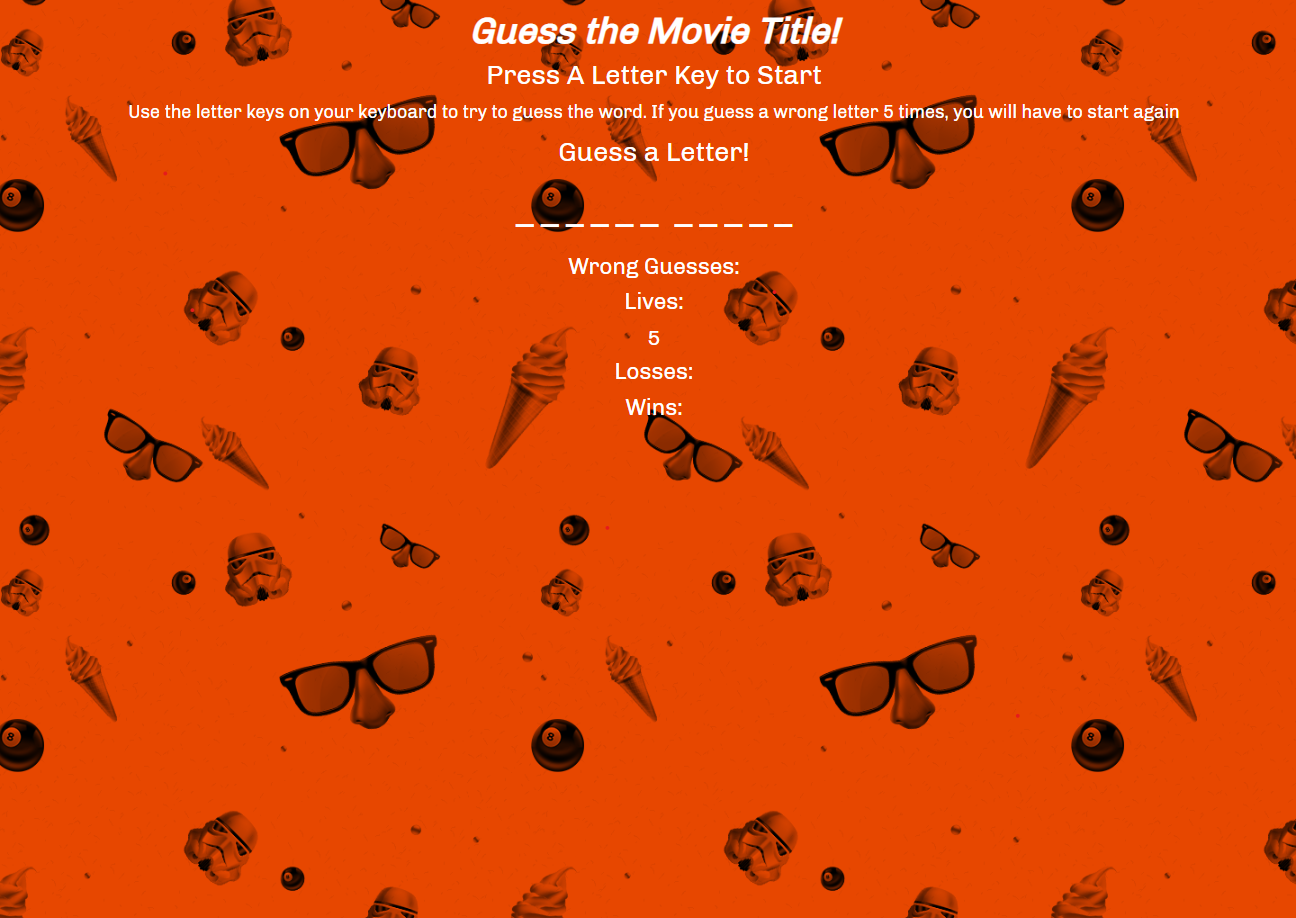 Guess the Movie Title!
Press A Letter Key to Start
Use the letter keys on your keyboard to try to guess the word. If you guess a wrong letter 5 times, you will have to start again
Guess a Letter!
_ _ _ _ _ _  _ _ _ _ _
Wrong Guesses:
Lives:
5
Losses:
Wins: